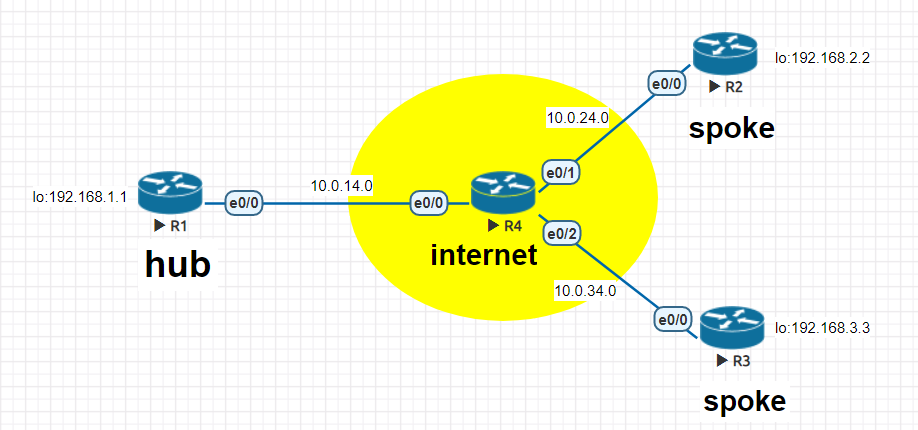 lo:192.168.2.2
e0/0
R2
spoke
10.0.24.0
e0/1
10.0.14.0
lo:192.168.1.1
e0/0
e0/0
R1
R4
hub
internet
e0/2
10.0.34.0
e0/0
lo:192.168.3.3
R3
spoke